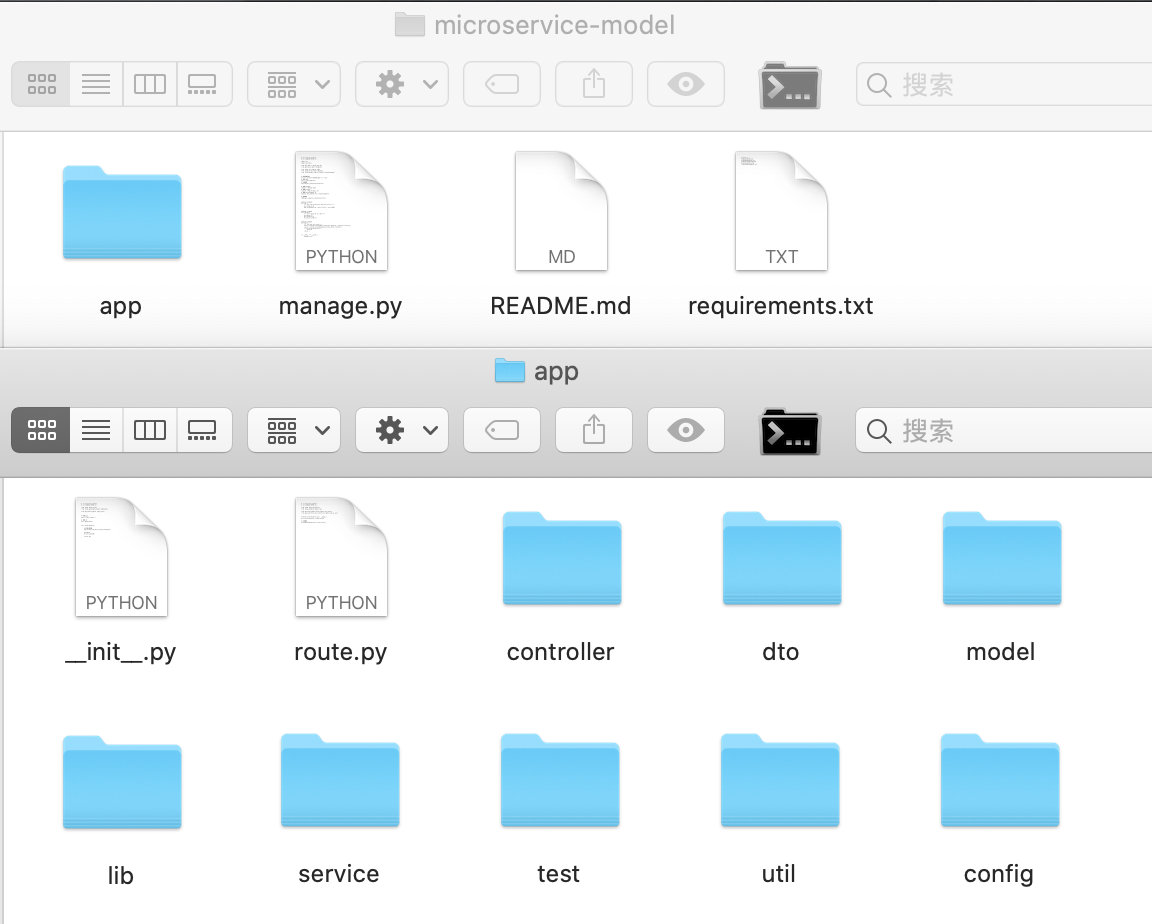 microservice-model
搜索
PYTHON
MD
TXT
app
manage.py
README.md
requirements.txt
app
搜索
PYTHON
PYTHON
__init__.py
route.py
controller
dto
model
lib
service
test
util
config